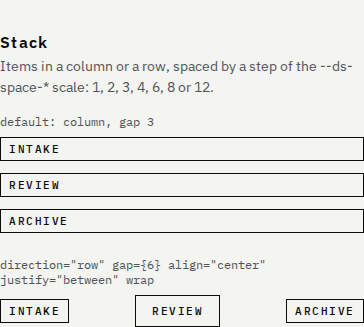 Stack
Items in a column or a row, spaced by a step of the --ds-
space-* scale: 1, 2, 3, 4, 6, 8 or 12.
default: column, gap 3
INTAKE
REVIEW
ARCHIVE
direction="row" gap={6} align="center"
justify="between" wrap
INTAKE REVIEW ARCHIVE